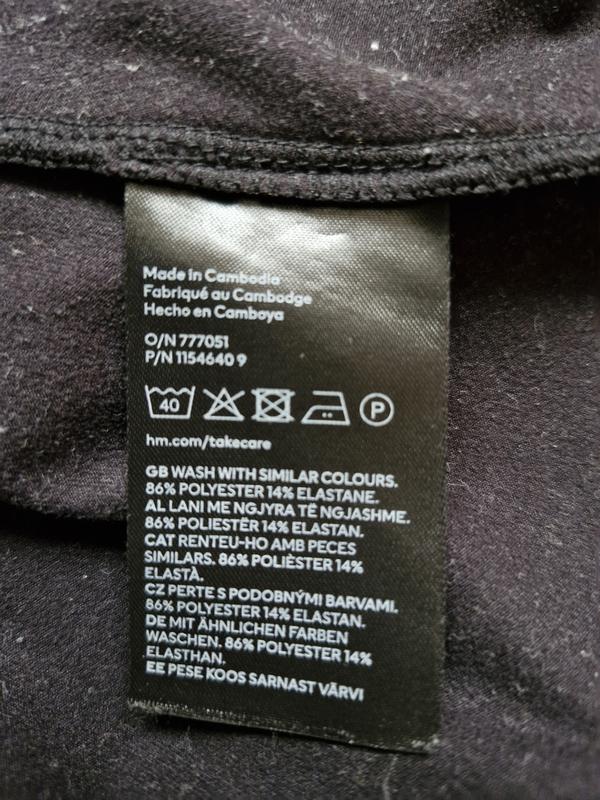 Made in Cambodia
Fabriqué au Cambodge
Hecho en Camboya
O/N 777051
P/N 1154640 9
40
P
hm.com/takecare
GB WASH WITH SIMILAR COLOURS.
86% POLYESTER 14% ELASTANE.
AL LANI ME NGJYRA TË NGJASHME.
86% POLIESTËR 14% ELASTAN.
CAT RENTEU-HO AMB PECES
SIMILARS. 86% POLIÈSTER 14%
ELASTÀ.
CZ PERTE S PODOBNÝMI BARVAMI.
86% POLYESTER 14% ELASTAN.
DE MIT ÄHNLICHEN FARBEN
WASCHEN. 86% POLYESTER 14%
ELASTHAN.
EE PESE KOOS SARNAST VÄRVI